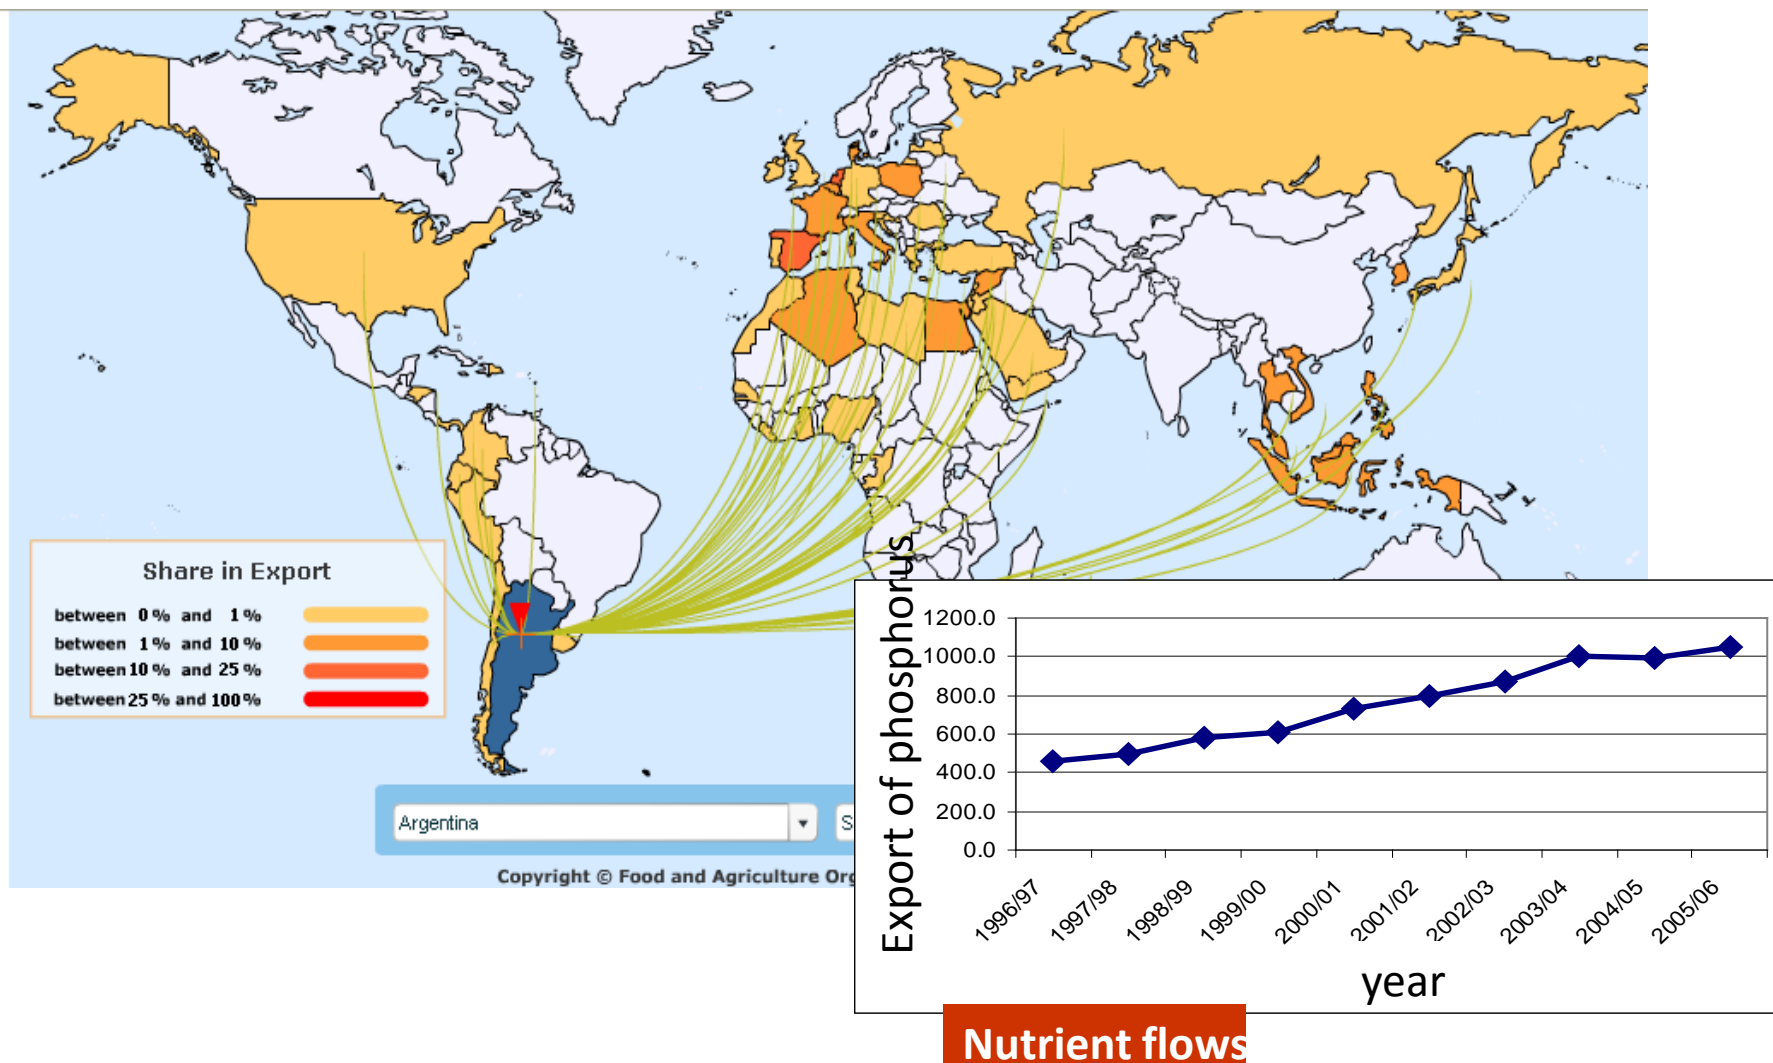 Share in Export
between 0 % and 1 %
between 1 % and 10 %
between 10 % and 25 %
between 25 % and 100 %
Argentina
S
Copyright © Food and Agriculture Org
Export of phosphorus
1200.0
1000.0
800.0
600.0
400.0
200.0
0.0
1996/97
1997/98
1998/99
1999/00
2000/01
2001/02
2002/03
2003/04
2004/05
2005/06
year
Nutrient flows